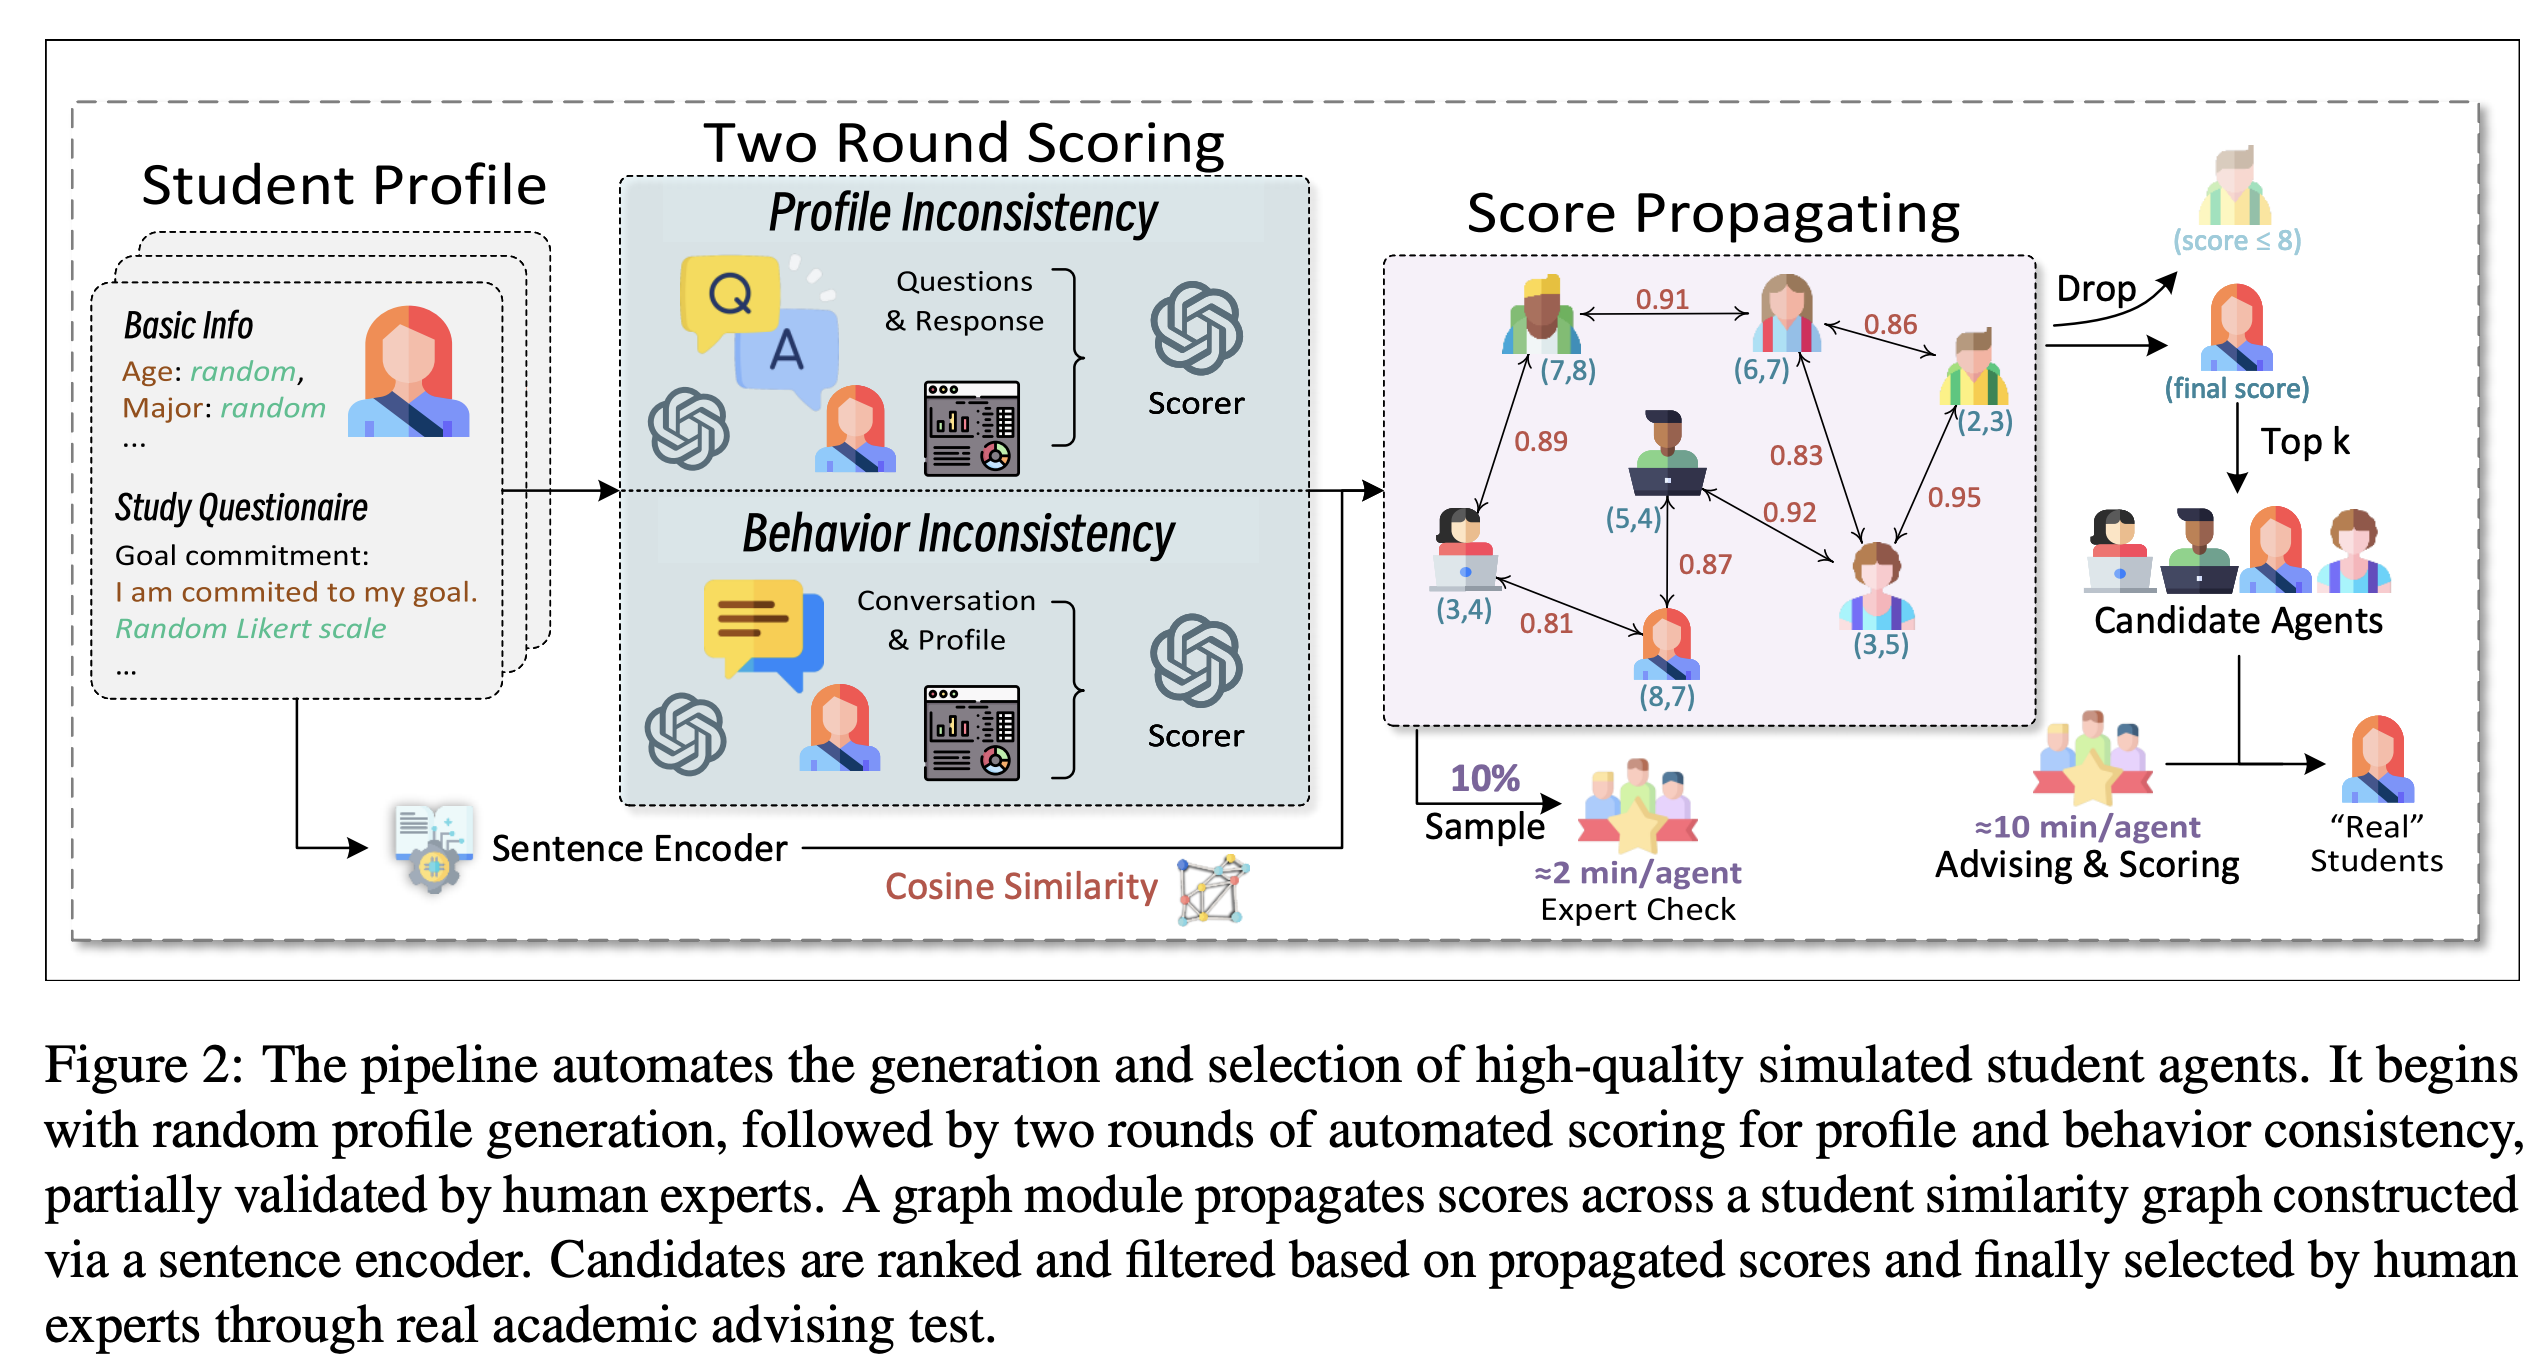 Student Profile
Basic Info
Age: random,
Major: random
...
Study Questionaire
Goal commitment:
I am commited to my goal.
Random Likert scale
...
Two Round Scoring
Profile Inconsistency
Q
A
Questions
& Response
Scorer
Behavior Inconsistency
Conversation
& Profile
Scorer
Sentence Encoder
Cosine Similarity
Score Propagating
0.91
0.86
(7,8)
(6,7)
(2,3)
0.89
0.83
0.95
(5,4)
0.92
0.87
(3,4)
0.81
(3,5)
(8,7)
10%
Sample
≈2 min/agent
Expert Check
Drop
(score ≤ 8)
(final score)
Top k
Candidate Agents
≈10 min/agent
Advising & Scoring
“Real”
Students
Figure 2: The pipeline automates the generation and selection of high-quality simulated student agents. It begins
with random profile generation, followed by two rounds of automated scoring for profile and behavior consistency,
partially validated by human experts. A graph module propagates scores across a student similarity graph constructed
via a sentence encoder. Candidates are ranked and filtered based on propagated scores and finally selected by human
experts through real academic advising test.